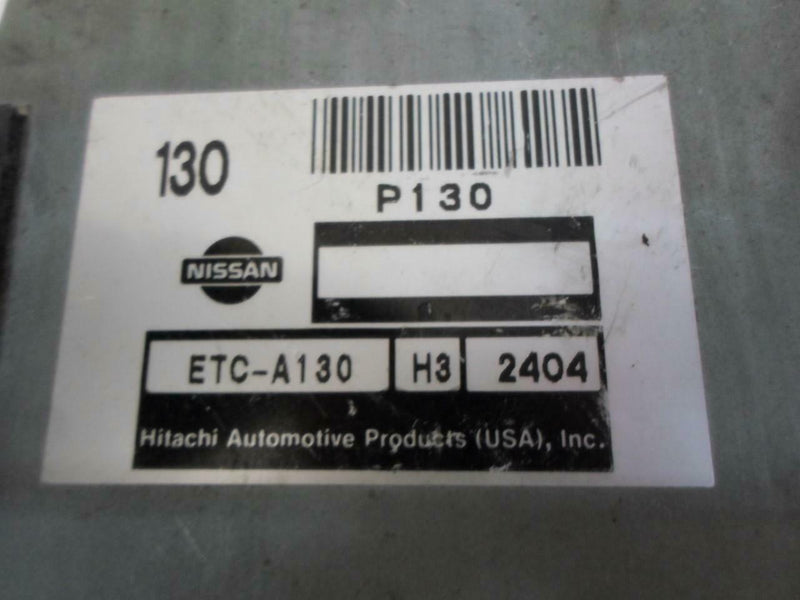 130
P130
NISSAN
ETC-A130 H3 2404
Hitachi Automotive Products (USA), Inc.